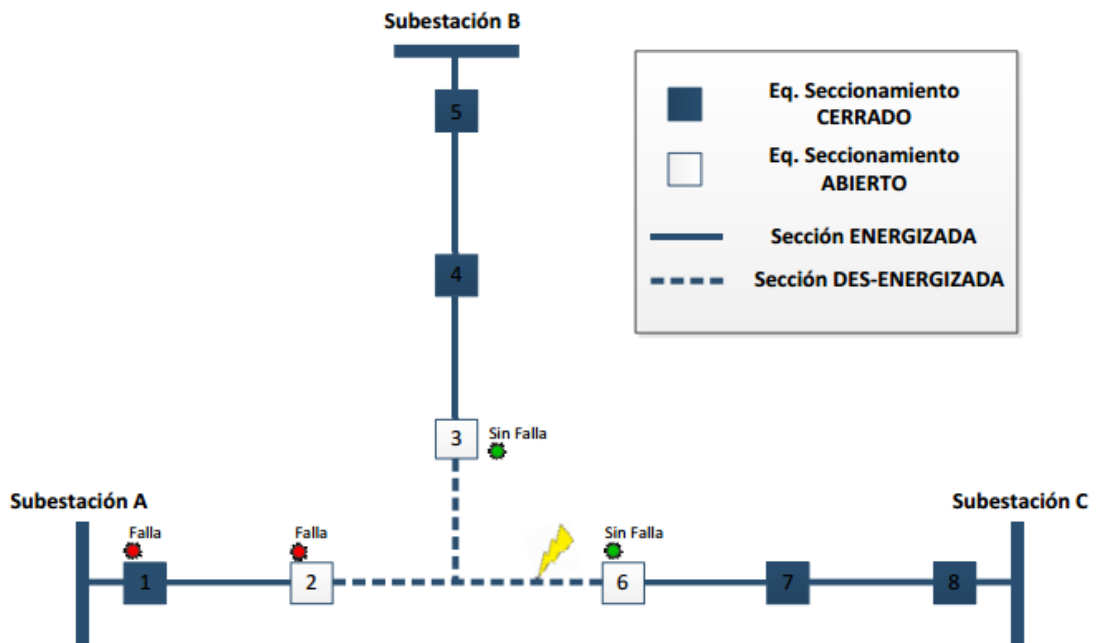 Subestación B
5
Eq. Seccionamiento
CERRADO
Eq. Seccionamiento
ABIERTO
Sección ENERGIZADA
Sección DES-ENERGIZADA
4
3
Sin Falla
Subestación A
Subestación C
Falla
Falla
Sin Falla
1
2
6
7
8